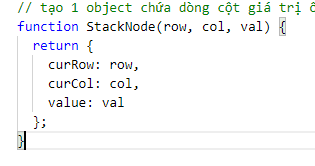 // tạo 1 object chứa dòng cột giá trị ô
function StackNode(row, col, val) {
  return {
    curRow: row,
    curCol: col,
    value: val
  };
}